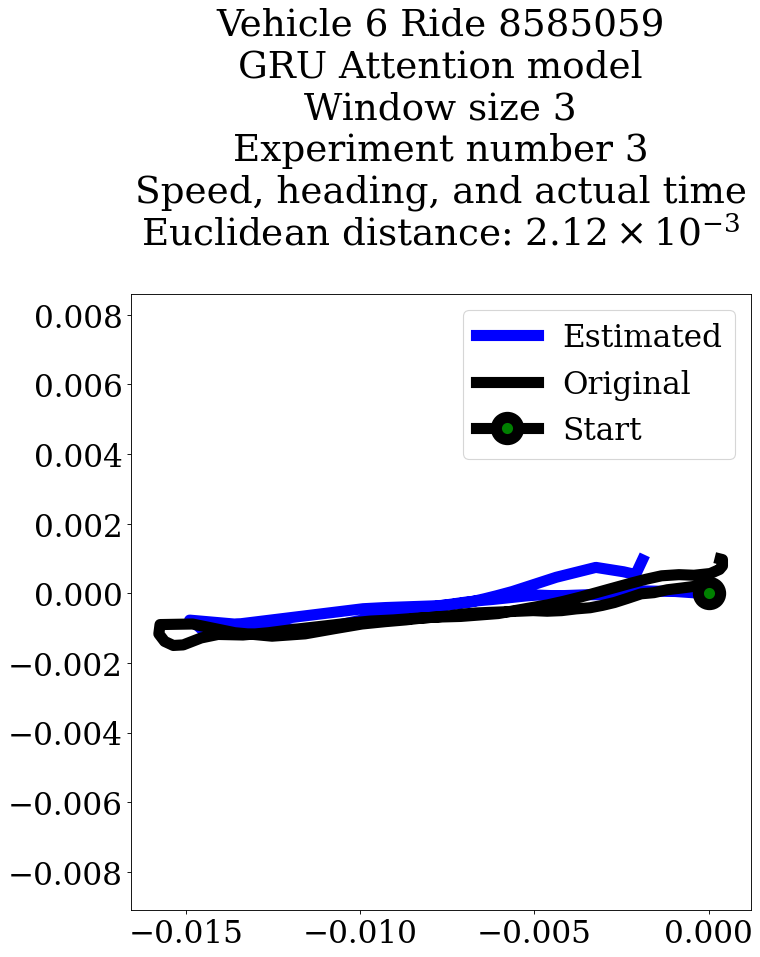 Vehicle 6 Ride 8585059
GRU Attention model
Window size 3
Experiment number 3
Speed, heading, and actual time
Euclidean distance: 2.12 × 10⁻³
Estimated
Original
Start
0.008
0.006
0.004
0.002
0.000
−0.002
−0.004
−0.006
−0.008
−0.015 −0.010 −0.005 0.000